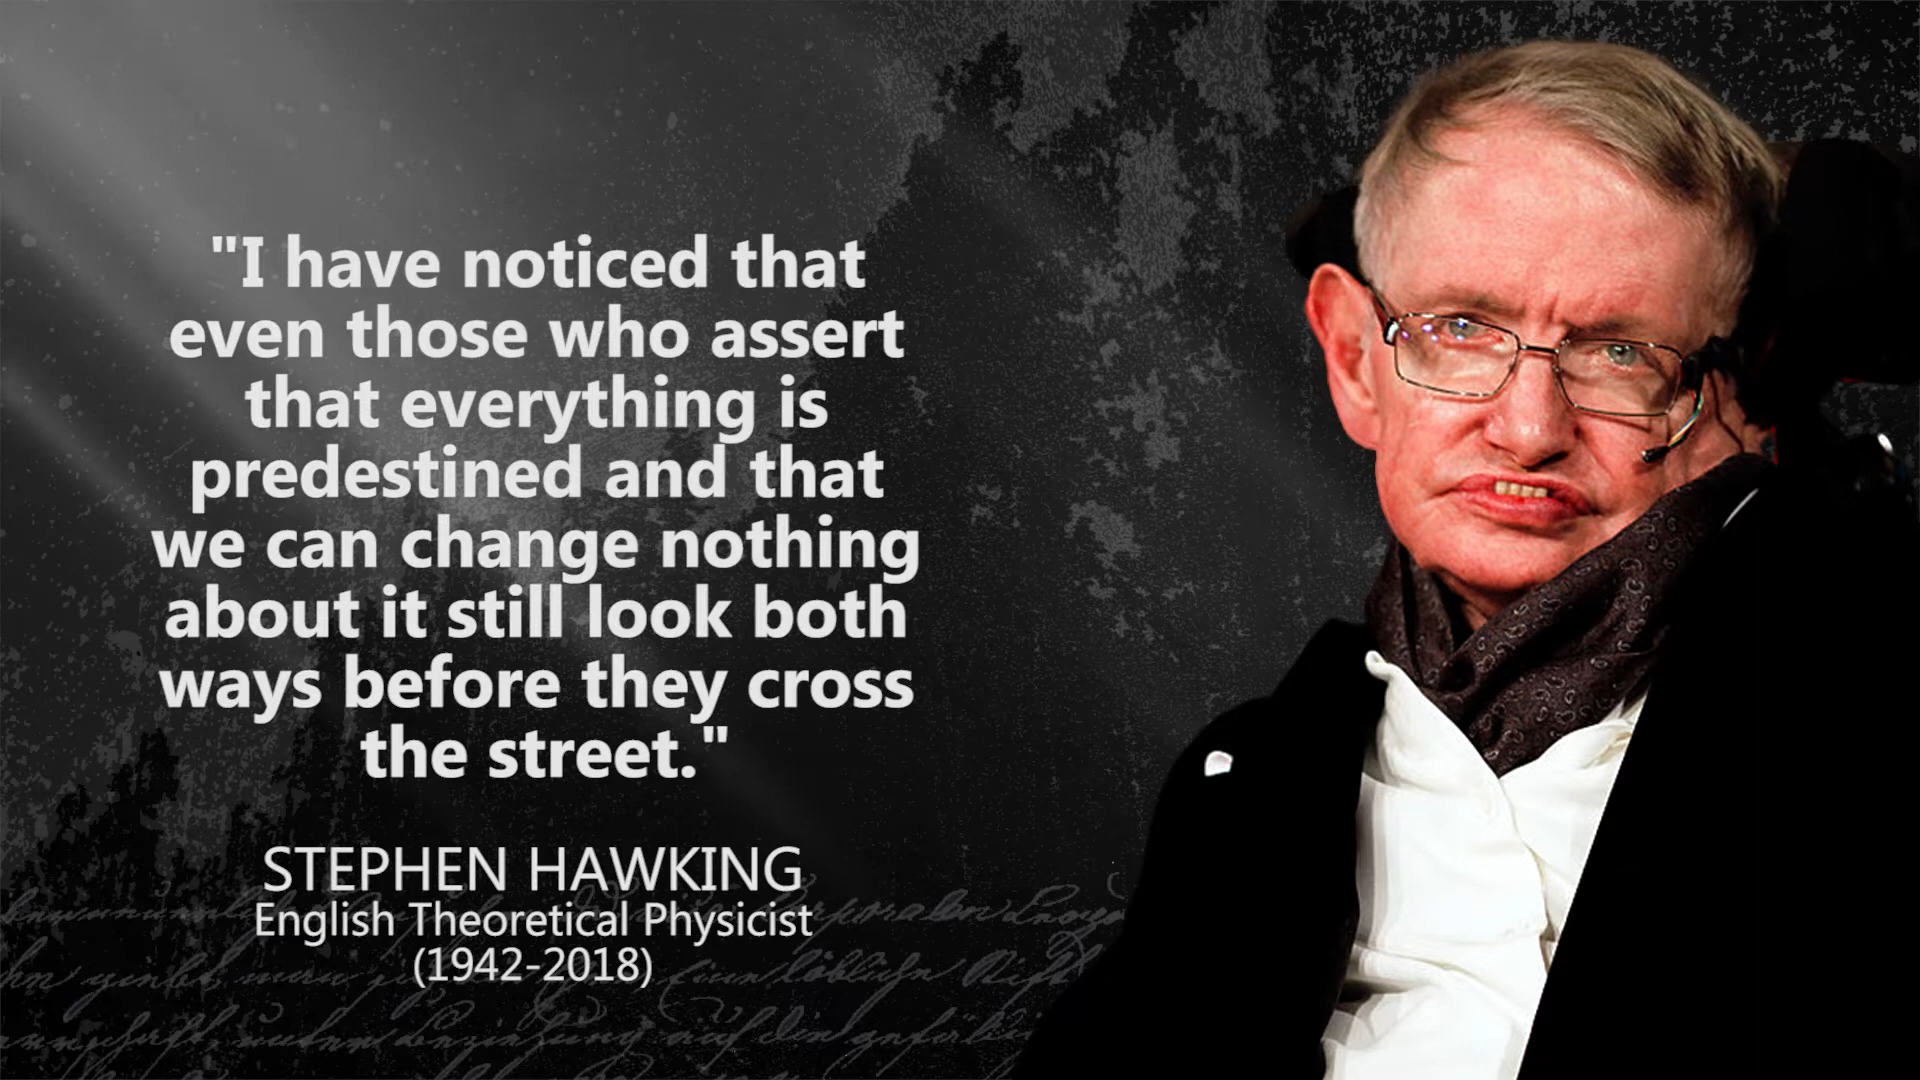 "I have noticed that
even those who assert
that everything is
predestined and that
we can change nothing
about it still look both
ways before they cross
the street."
STEPHEN HAWKING
English Theoretical Physicist
(1942-2018)